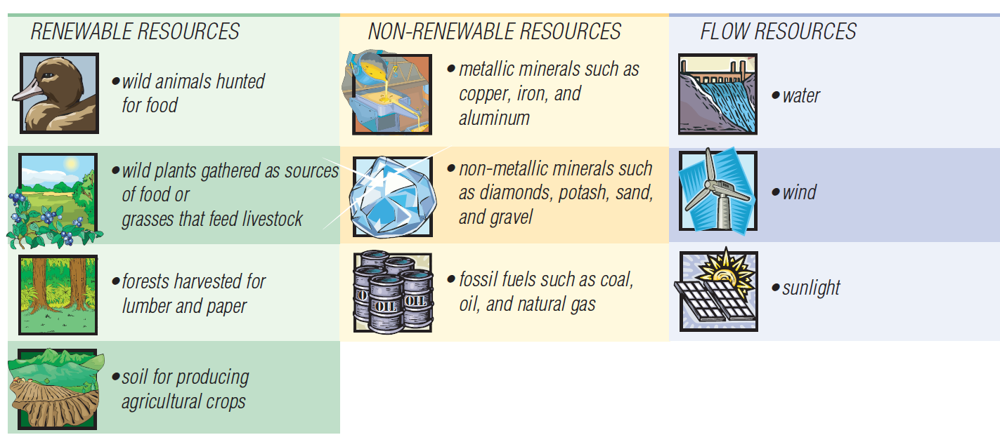 RENEWABLE RESOURCES
•wild animals hunted
for food
•wild plants gathered as sources
of food or
grasses that feed livestock
•forests harvested for
lumber and paper
•soil for producing
agricultural crops
NON-RENEWABLE RESOURCES
•metallic minerals such as
copper, iron, and
aluminum
•non-metallic minerals such
as diamonds, potash, sand,
and gravel
O
OIL
OIL
•fossil fuels such as coal,
oil, and natural gas
FLOW RESOURCES
•water
•wind
•sunlight